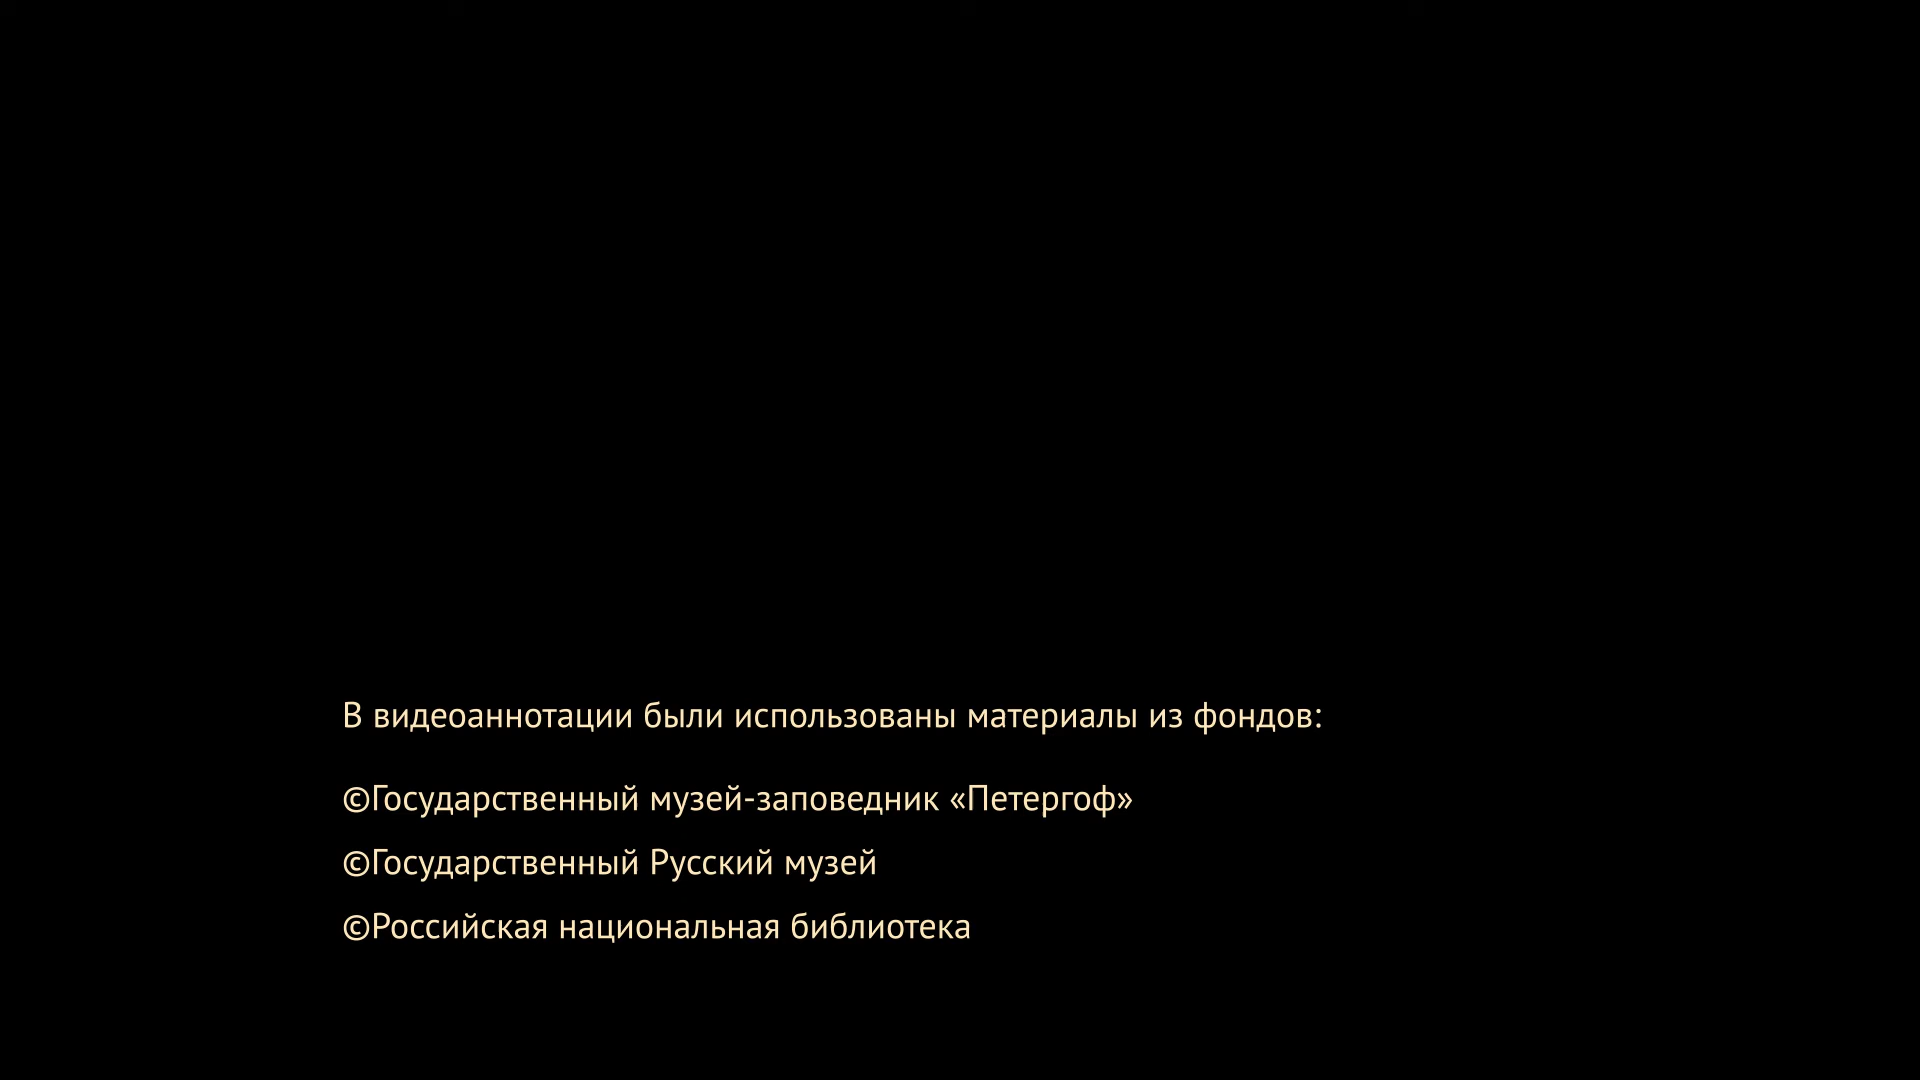 В видеоаннотации были использованы материалы из фондов:
©Государственный музей-заповедник «Петергоф»
©Государственный Русский музей
©Российская национальная библиотека